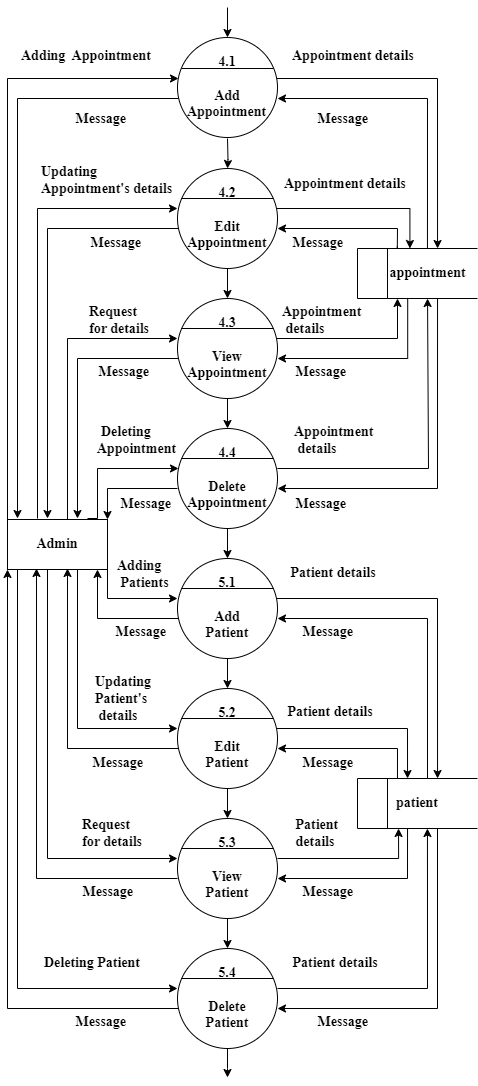 4.1
Adding Appointment
Appointment details
Add
Appointment
Message
Message
Updating
Appointment's details
4.2
Appointment details
Edit
Appointment
Message
Message
appointment
Request
for details
4.3
Appointment
details
View
Appointment
Message
Message
Deleting
Appointment
4.4
Appointment
details
Delete
Appointment
Message
Message
Admin
Adding
Patients
5.1
Patient details
Add
Patient
Message
Message
Updating
Patient's
details
5.2
Patient details
Edit
Patient
Message
Message
patient
Request
for details
5.3
Patient
details
View
Patient
Message
Message
Deleting Patient
5.4
Patient details
Delete
Patient
Message
Message